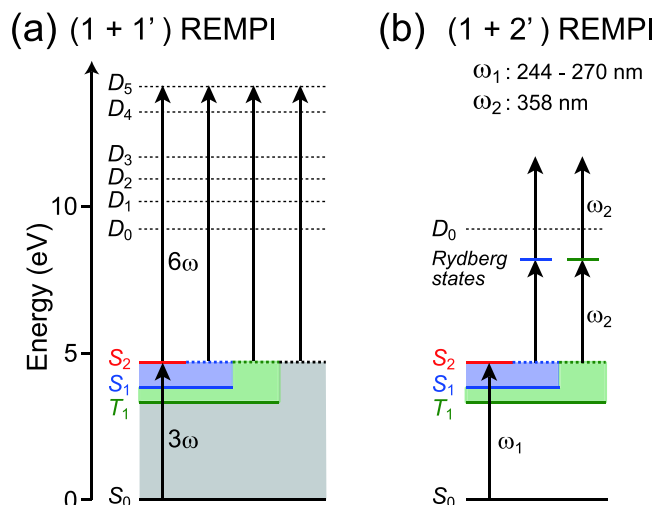 (a) (1 + 1’) REMPI
D5
D4
D3
D2
D1
D0
10
6ω
Energy (eV)
5
S2
S1
T1
3ω
0
S0
(b) (1 + 2’) REMPI
ω1 : 244 - 270 nm
ω2 : 358 nm
ω2
D0
Rydberg
states
ω2
S2
S1
T1
ω1
S0